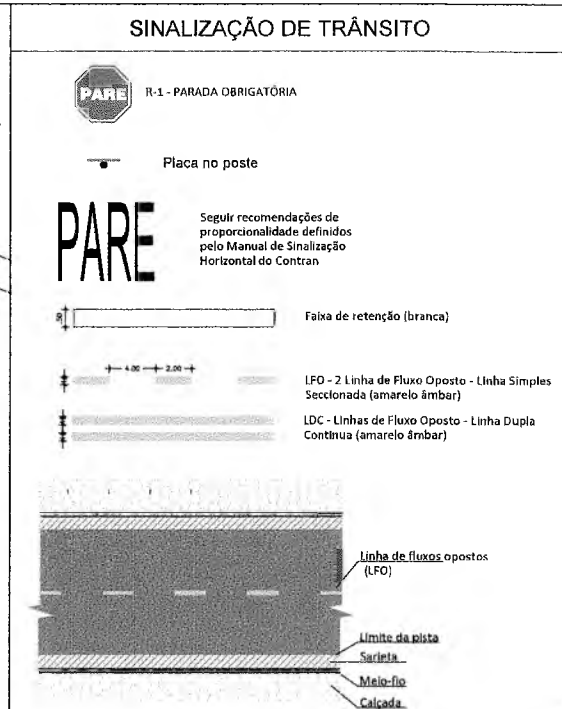 SINALIZAÇÃO DE TRÂNSITO
PARE
R-1 - PARADA OBRIGATÓRIA
Placa no poste
PARE
Seguir recomendações de
proporcionalidade definidos
pelo Manual de Sinalização
Horizontal do Contran
.50
Faixa de retenção (branca)
4.00
2.00
LFO - 2 Linha de Fluxo Oposto - Linha Simples
Seccionada (amarelo âmbar)
LDC - Linhas de Fluxo Oposto - Linha Dupla
Contínua (amarelo âmbar)
Linha de fluxos opostos
(LFO)
Limite da pista
Sarjeta
Meio-fio
Calçada